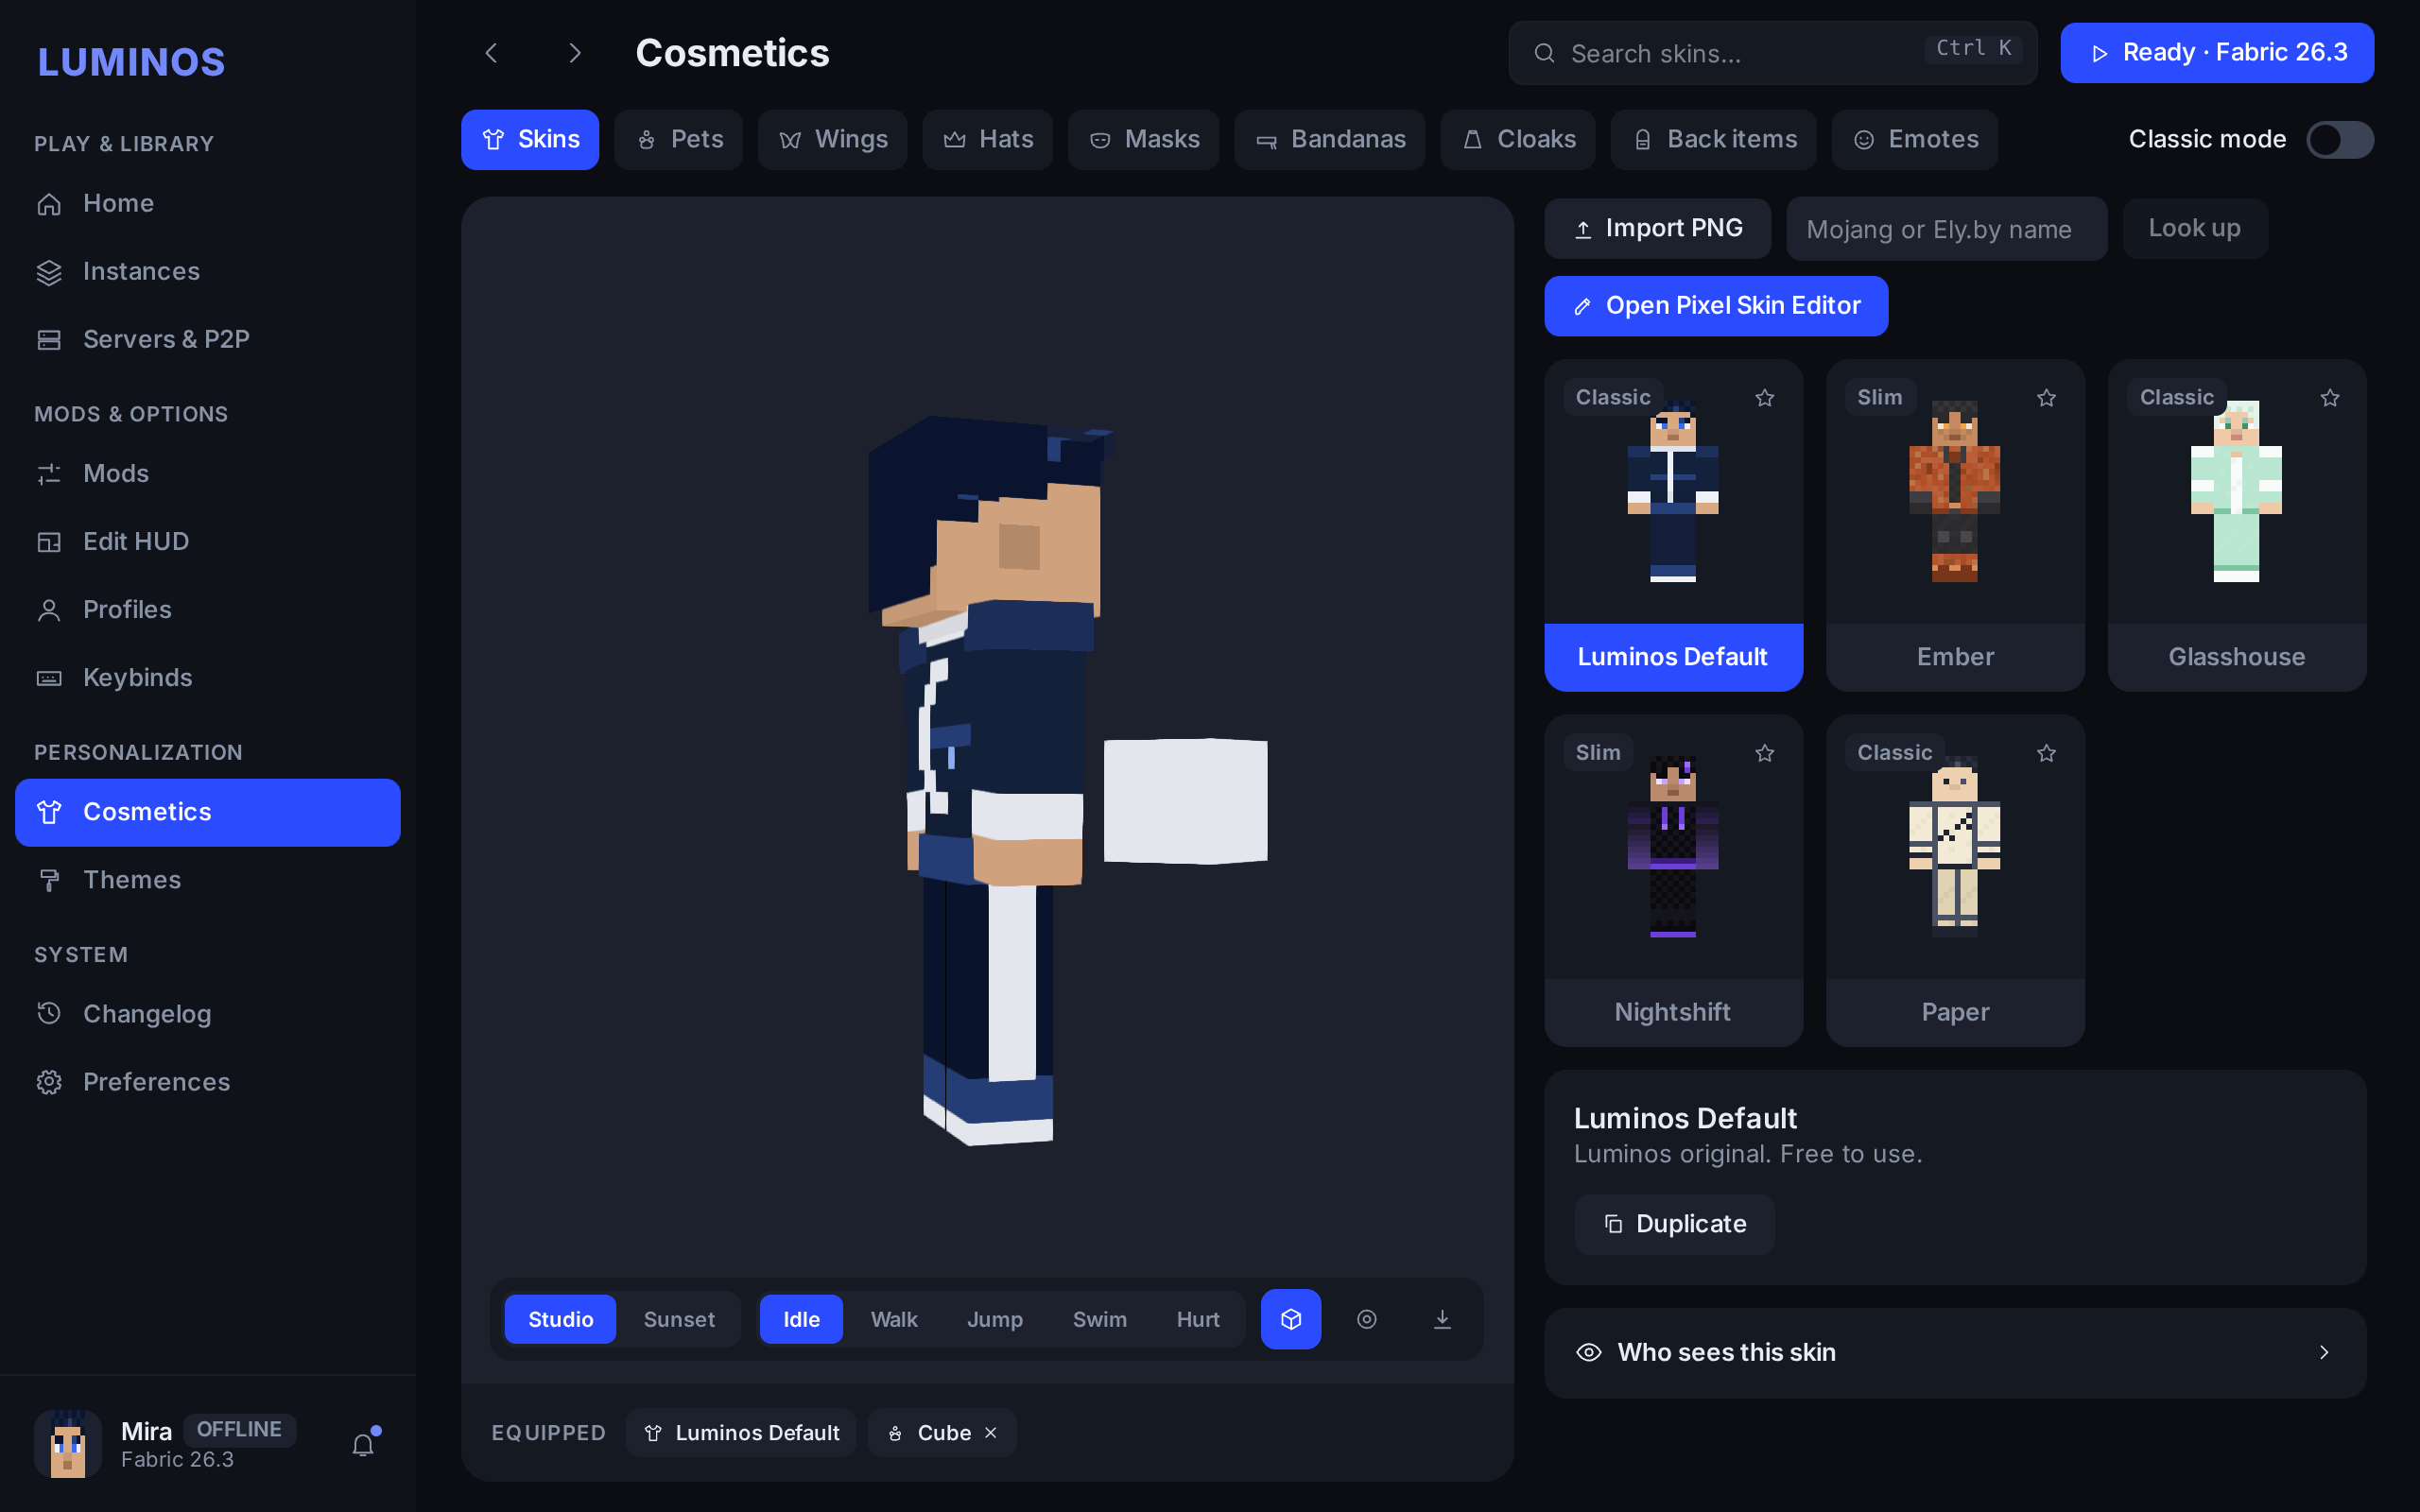 LUMINOS
Cosmetics
Search skins...
Ctrl K
Ready · Fabric 26.3
PLAY & LIBRARY
Home
Instances
Servers & P2P
MODS & OPTIONS
Mods
Edit HUD
Profiles
Keybinds
PERSONALIZATION
Cosmetics
Themes
SYSTEM
Changelog
Preferences
Mira OFFLINE
Fabric 26.3
Skins
Pets
Wings
Hats
Masks
Bandanas
Cloaks
Back items
Emotes
Classic mode
Studio
Sunset
Idle
Walk
Jump
Swim
Hurt
EQUIPPED
Luminos Default
Cube
Import PNG
Mojang or Ely.by name
Look up
Open Pixel Skin Editor
Classic
Luminos Default
Slim
Ember
Classic
Glasshouse
Slim
Nightshift
Classic
Paper
Luminos Default
Luminos original. Free to use.
Duplicate
Who sees this skin